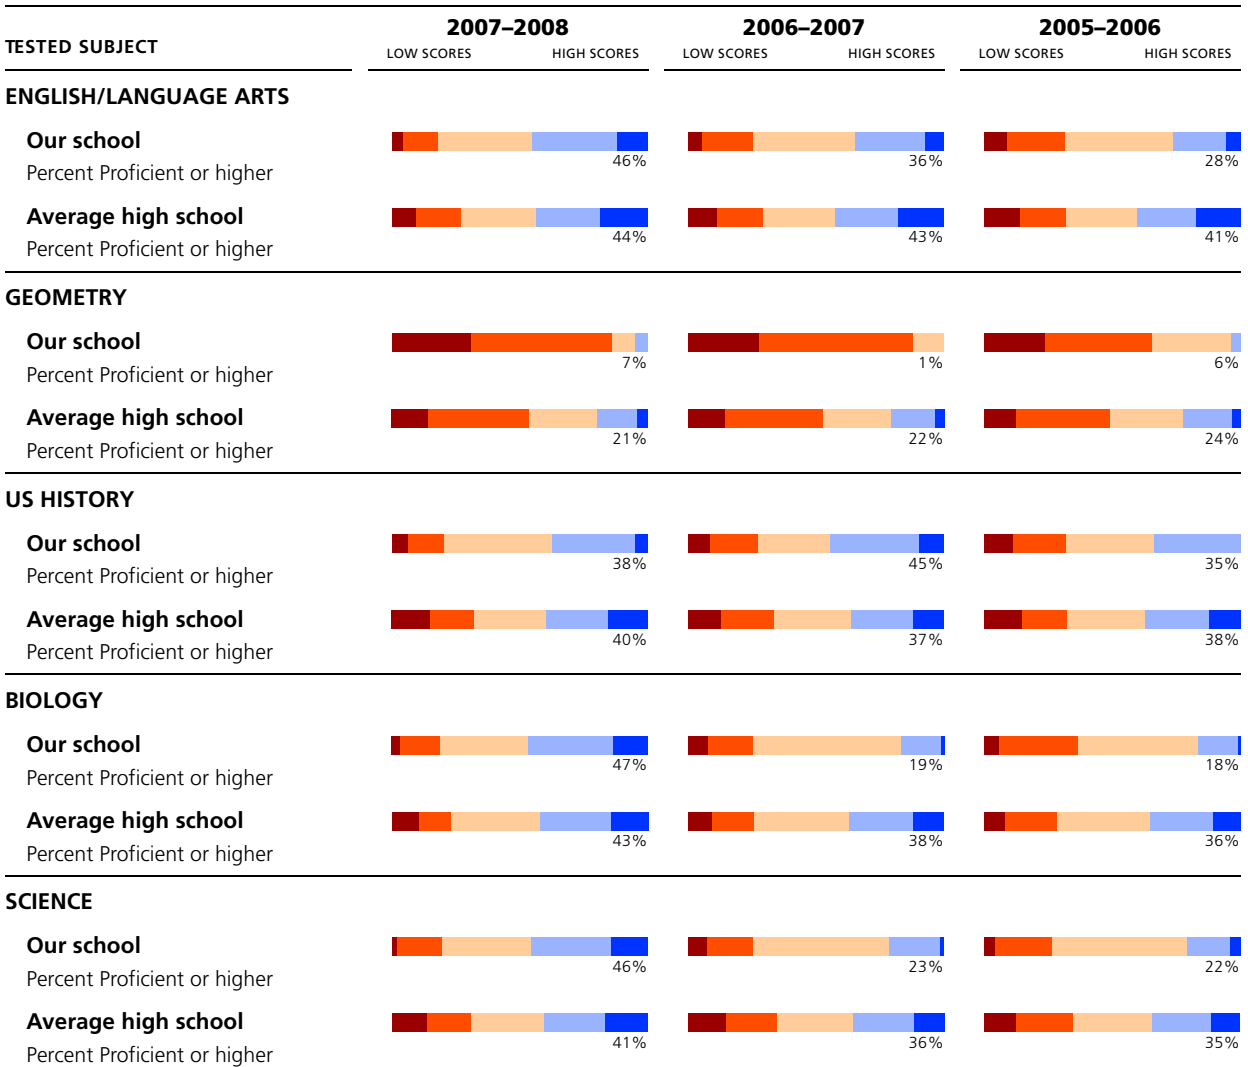 2007–2008 2006–2007 2005–2006
TESTED SUBJECT LOW SCORES HIGH SCORES LOW SCORES HIGH SCORES LOW SCORES HIGH SCORES
ENGLISH/LANGUAGE ARTS
Our school
Percent Proficient or higher 46% 36% 28%
Average high school
Percent Proficient or higher 44% 43% 41%
GEOMETRY
Our school
Percent Proficient or higher 7% 1% 6%
Average high school
Percent Proficient or higher 21% 22% 24%
US HISTORY
Our school
Percent Proficient or higher 38% 45% 35%
Average high school
Percent Proficient or higher 40% 37% 38%
BIOLOGY
Our school
Percent Proficient or higher 47% 19% 18%
Average high school
Percent Proficient or higher 43% 38% 36%
SCIENCE
Our school
Percent Proficient or higher 46% 23% 22%
Average high school
Percent Proficient or higher 41% 36% 35%